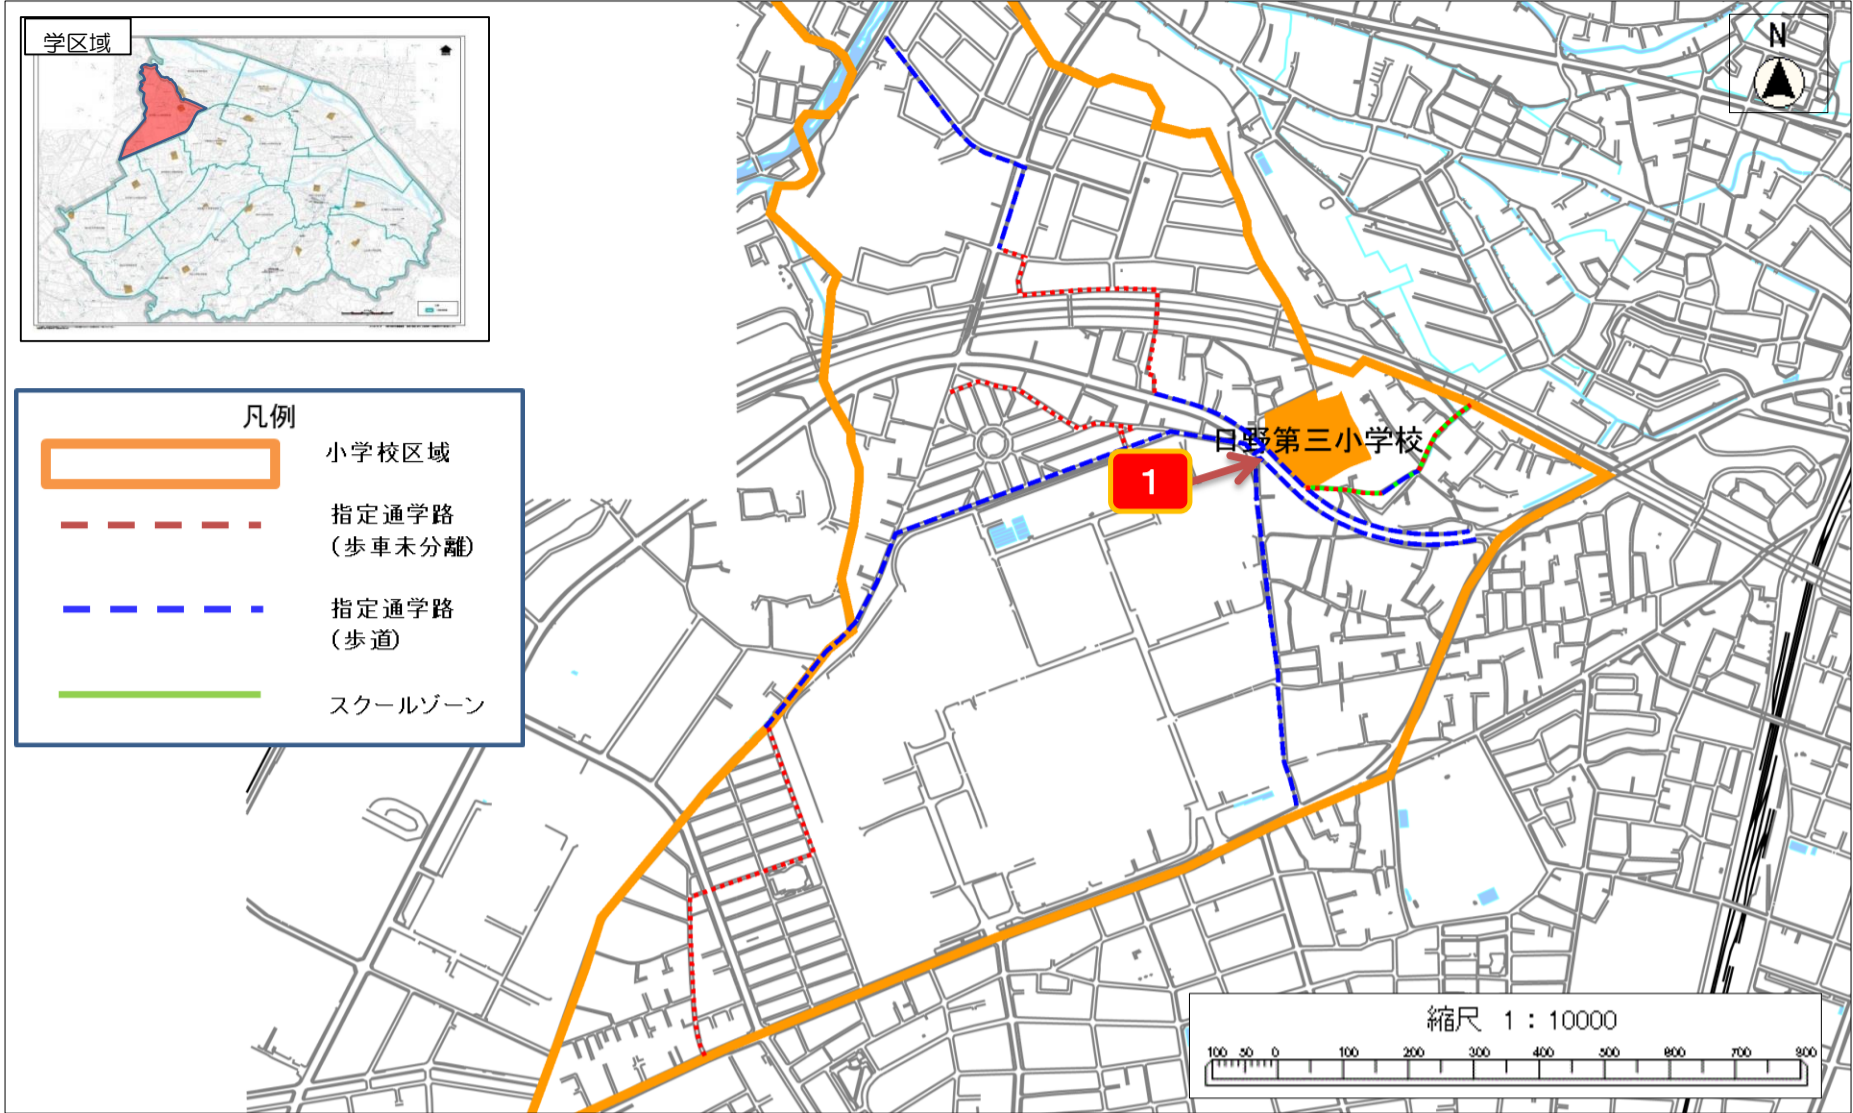 学区域
N
凡例
小学校区域
指定通学路
(歩車未分離)
指定通学路
(歩道)
スクールゾーン
日野第三小学校
1
縮尺 1：10000
100 50 0 100 200 300 400 500 600 700 800